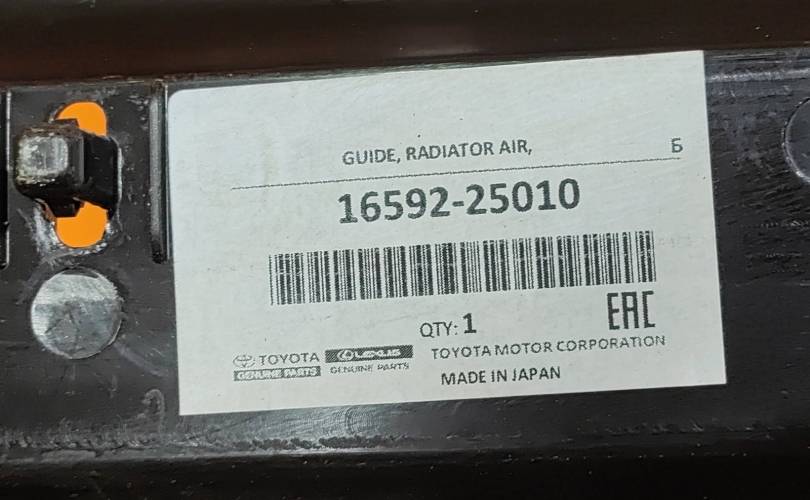 GUIDE, RADIATOR AIR, Б
16592-25010
QTY: 1 EAC
TOYOTA LEXUS TOYOTA MOTOR CORPORATION
GENUINE PARTS GENUINE PARTS
MADE IN JAPAN